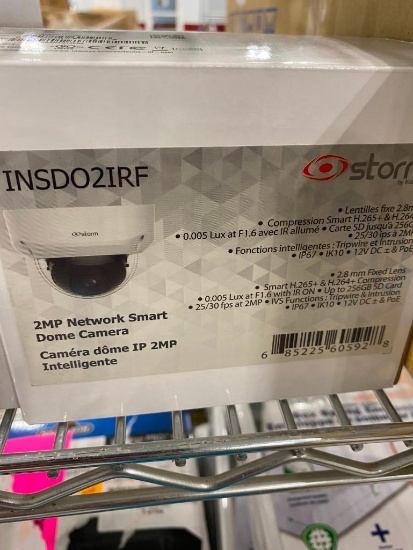 INSDO2IRF
storm
• Lentilles fixe 2.8m
• Compression Smart H.265+ & H.264
• 0.005 Lux at F1.6 avec IR allumé • Carte SD jusqu'a 256G
• 25/30 ips à 2MP
• Fonctions intelligentes : Tripwire et Intrusion
• IP67 • IK10 • 12V DC ± & PoE
• 2.8 mm Fixed Lens
• Smart H.265+ & H.264+ Compression
• 0.005 Lux at F1.6 with IR ON • Up to 256GB SD Card
• 25/30 fps at 2MP • IVS Functions : Tripwire & Intrusion
• IP67 • IK10 • 12V DC ± & PoE
storm
2MP Network Smart
Dome Camera
Caméra dôme IP 2MP
Intelligente
6 85225 60592 8